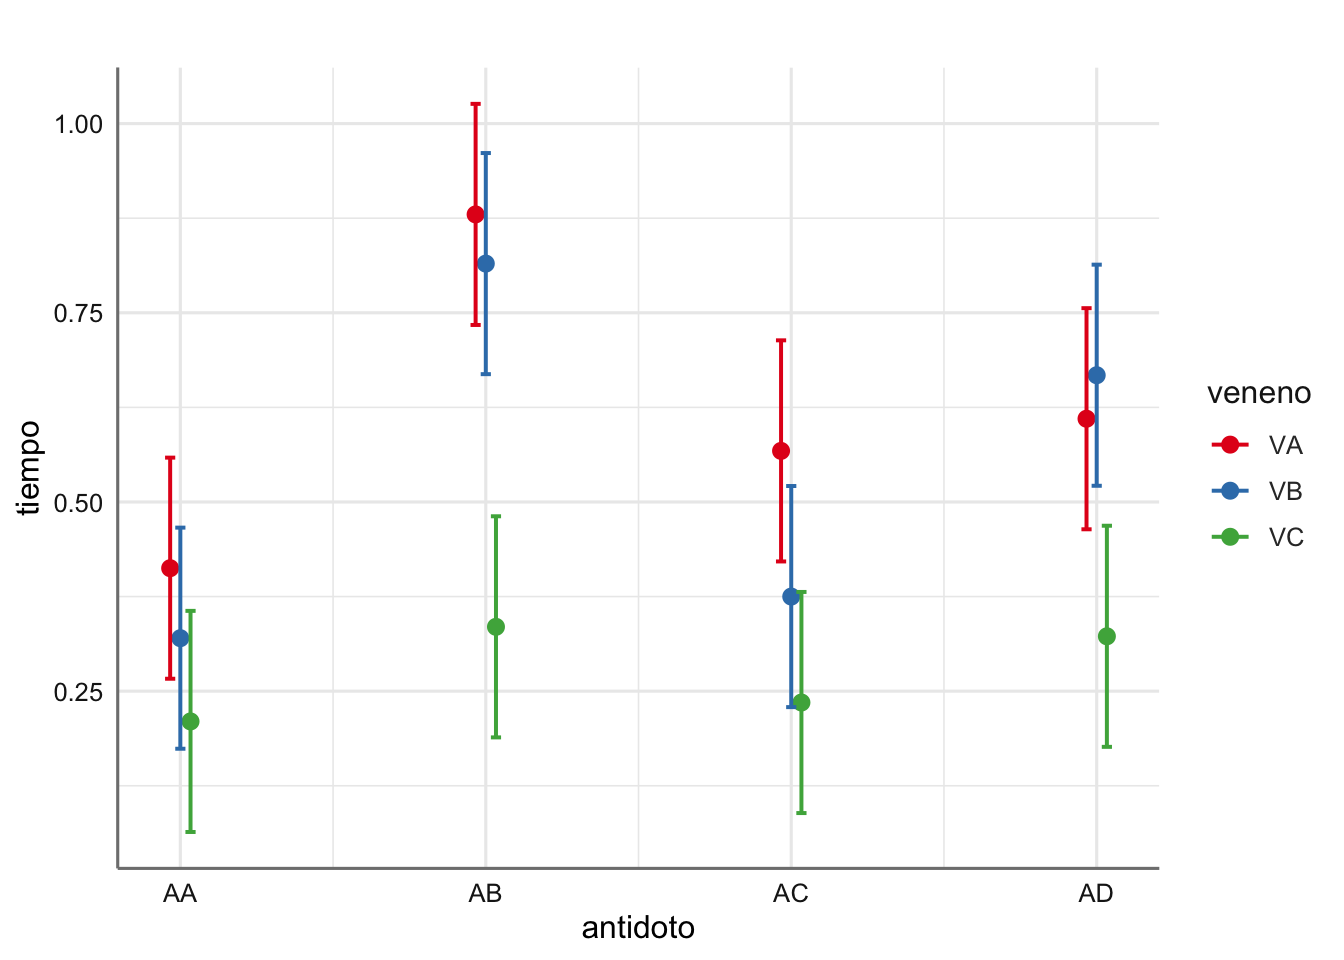 1.00
0.75
0.50
0.25
tiempo
AA
AB
AC
AD
antidoto
veneno
VA
VB
VC